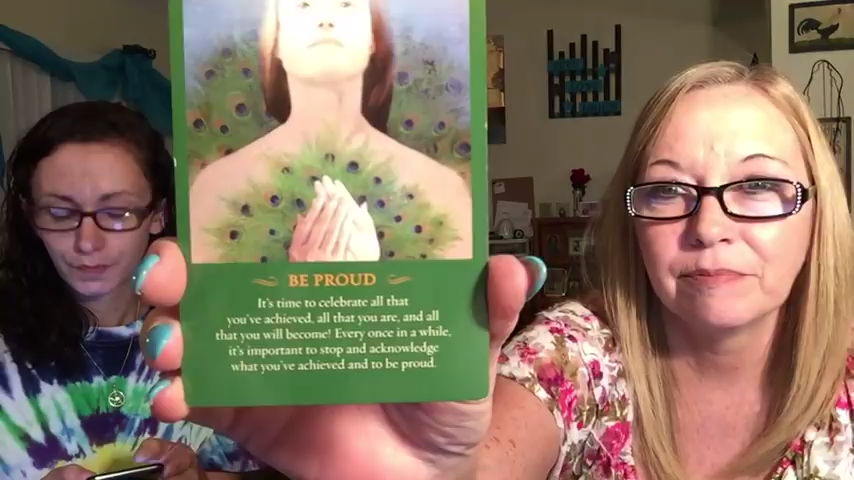 BE PROUD
It's time to celebrate all that
you've achieved, all that you are, and all
that you will become! Every once in a while,
it's important to stop and acknowledge
what you've achieved and to be proud.